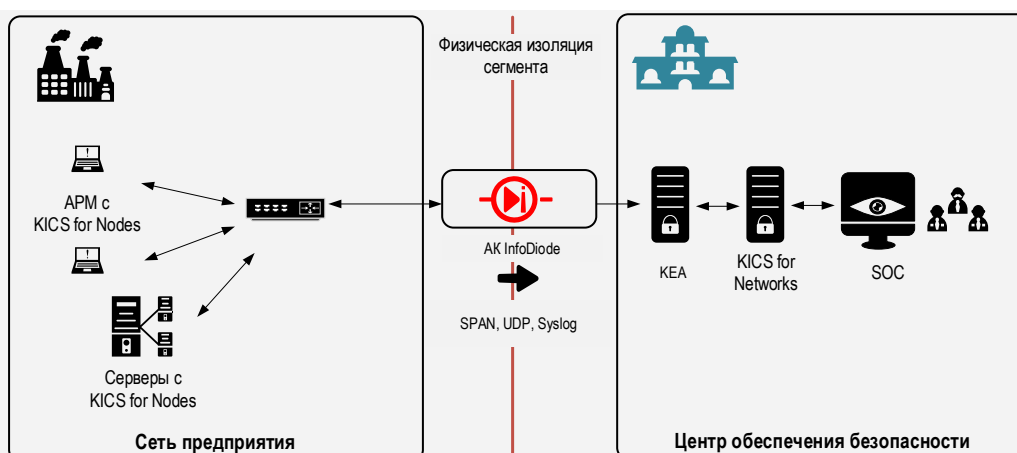 Физическая изоляция
сегмента
АРМ с
KICS for Nodes
Серверы с
KICS for Nodes
Сеть предприятия
АК InfoDiode
SPAN, UDP, Syslog
KEA
KICS for
Networks
SOC
Центр обеспечения безопасности